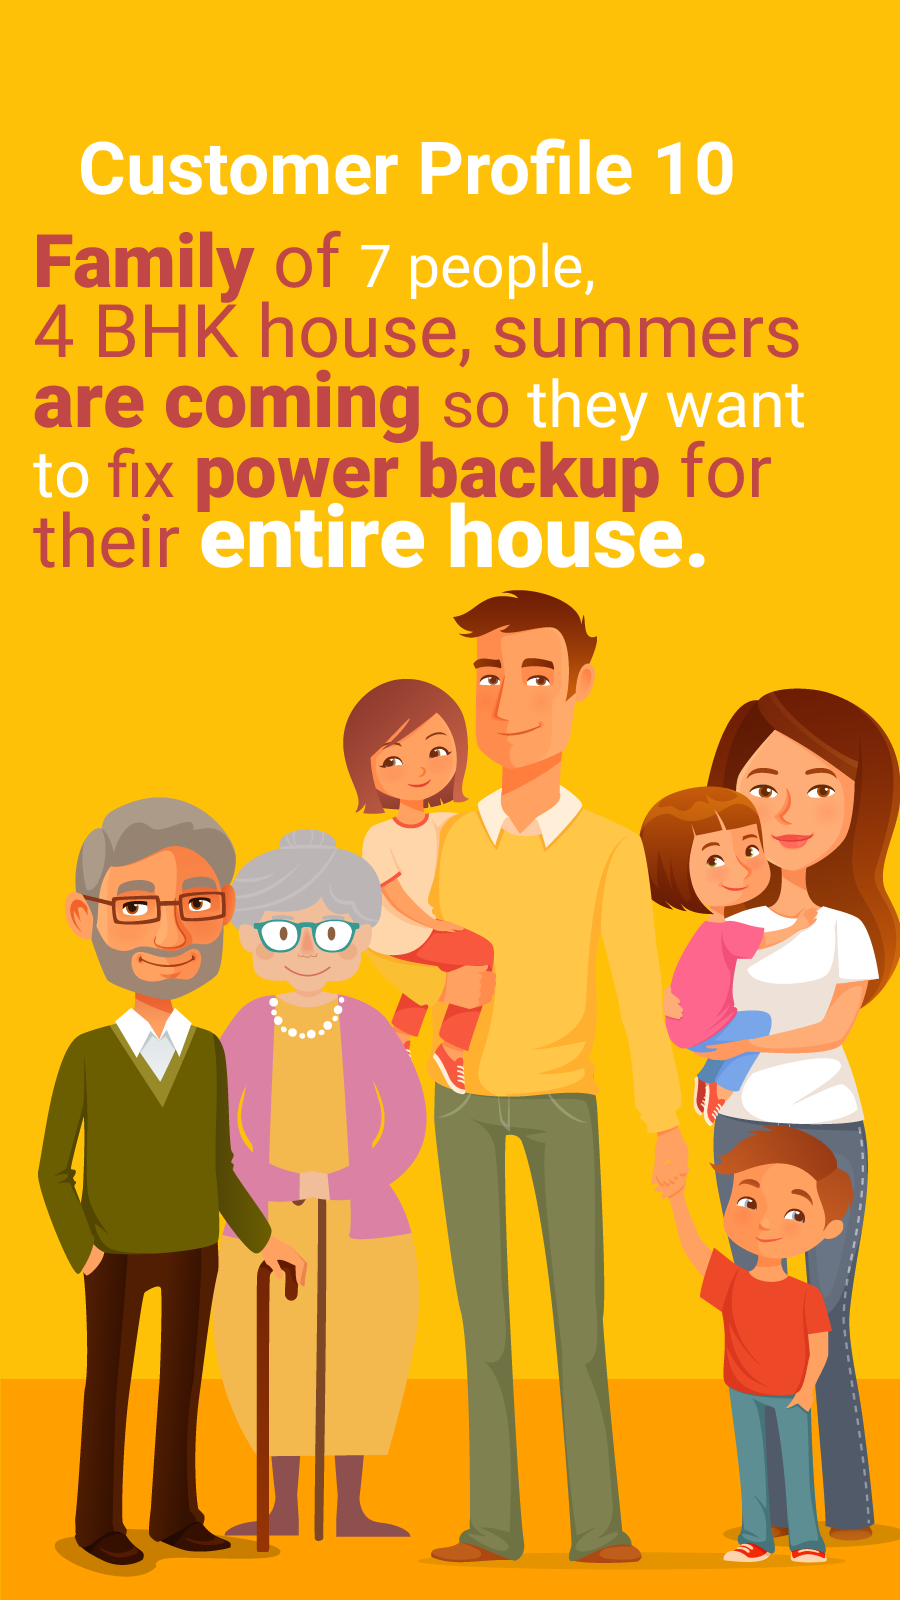 Customer Profile 10
Family of 7 people,
4 BHK house, summers
are coming so they want
to fix power backup for
their entire house.